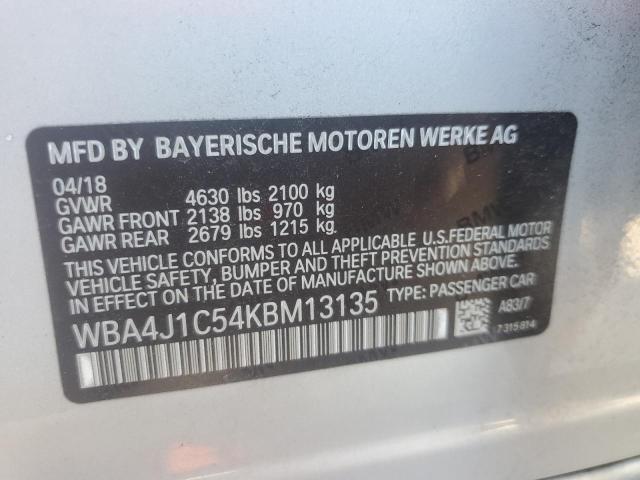 MFD BY BAYERISCHE MOTOREN WERKE AG
04/18
GVWR 4630 lbs 2100 kg
GAWR FRONT 2138 lbs 970 kg
GAWR REAR 2679 lbs 1215 kg
THIS VEHICLE CONFORMS TO ALL APPLICABLE U.S.FEDERAL MOTOR
VEHICLE SAFETY, BUMPER AND THEFT PREVENTION STANDARDS
IN EFFECT ON THE DATE OF MANUFACTURE SHOWN ABOVE.
WBA4J1C54KBM13135 TYPE: PASSENGER CAR
A83/7
7315814